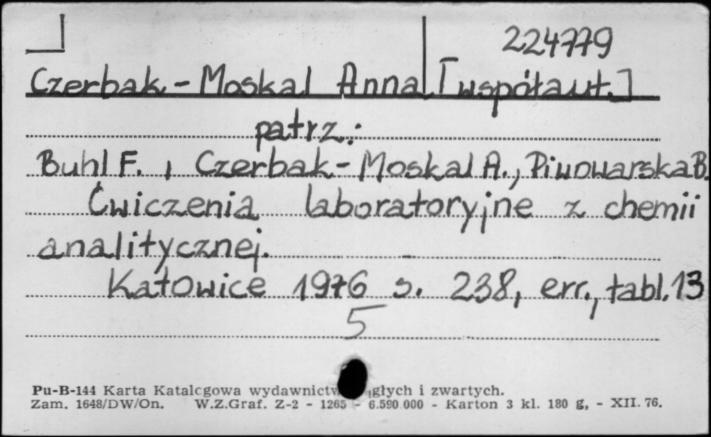 224779
Czerbak-Moskal Anna [współaut.]
patrz:
Buhl F., Czerbak-Moskal A., Piwowarska B.
Ćwiczenia laboratoryjne z chemii
analitycznej.
Katowice 1976 s. 238, err., tabl. 13
5
Pu-B-144 Karta Katalogowa wydawnictw głych i zwartych.
Zam. 1648/DW/On. W.Z.Graf. Z-2 - 1265 - 6.590 000 - Karton 3 kl. 180 g, - XII. 76.